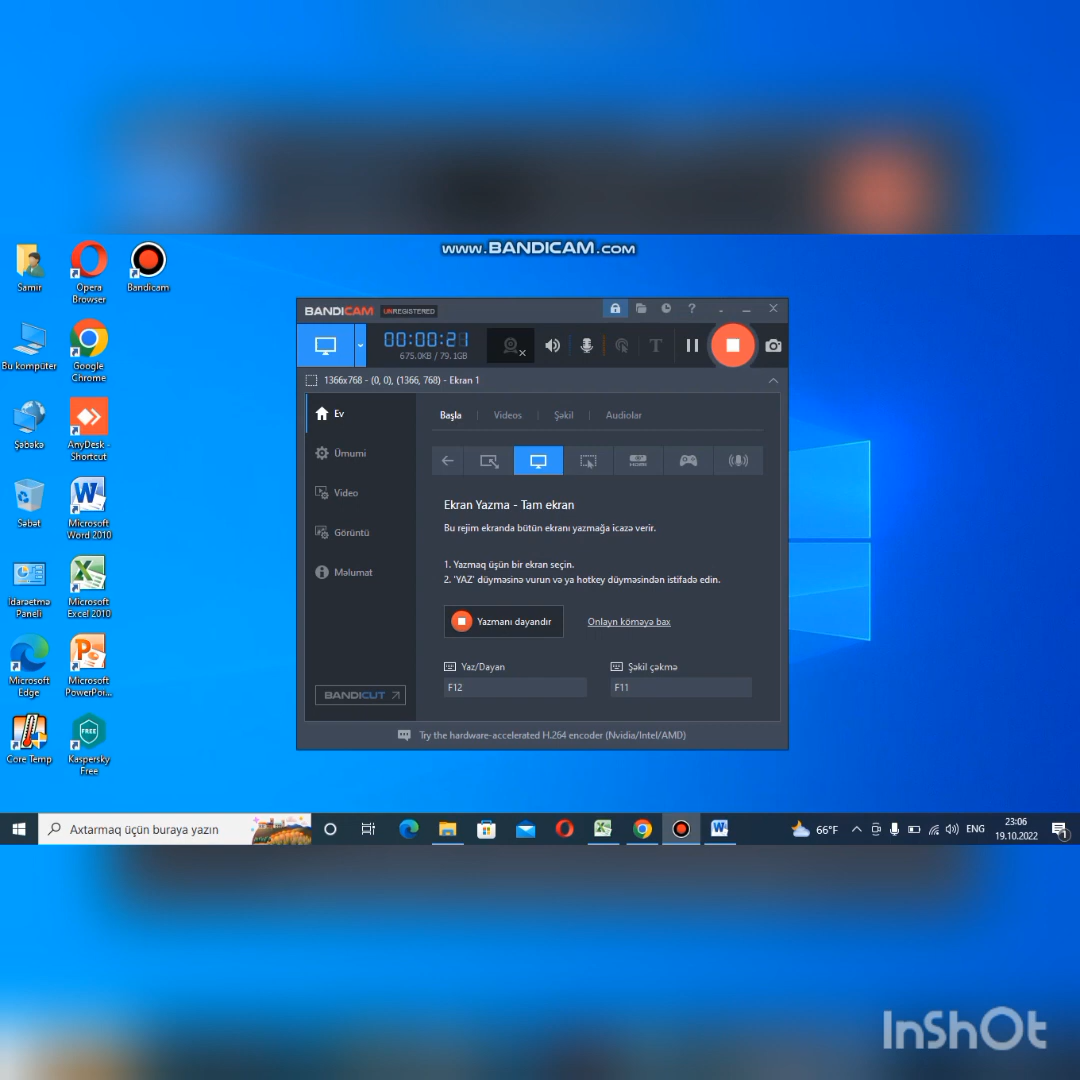 www.BANDICAM.com
Samir
Opera
Browser
Bandicam
Bu kompüter
Google
Chrome
Şəbəkə
AnyDesk -
Shortcut
Səbət
Microsoft
Word 2010
İdarəetmə
Paneli
Microsoft
Excel 2010
Microsoft
Edge
Microsoft
PowerPoi...
Core Temp
FREE
Kaspersky
Free
BANDICAM UNREGISTERED
00:00:21
675.0KB / 79.1GB
1366x768 - (0, 0), (1366, 768) - Ekran 1
Ev
Ümumi
Video
Görüntü
Məlumat
BANDICUT
Başla
Videos
Şəkil
Audiolar
HDMI
Ekran Yazma - Tam ekran
Bu rejim ekranda bütün ekranı yazmağa icazə verir.
1. Yazmaq üçün bir ekran seçin.
2. 'YAZ' düyməsinə vurun və ya hotkey düyməsindən istifadə edin.
Yazmanı dayandır
Onlayn köməyə bax
Yaz/Dayan
Şəkil çəkmə
F12
F11
Try the hardware-accelerated H.264 encoder (Nvidia/Intel/AMD)
Axtarmaq üçün buraya yazın
66°F
ENG
23:06
19.10.2022
1
InShOt